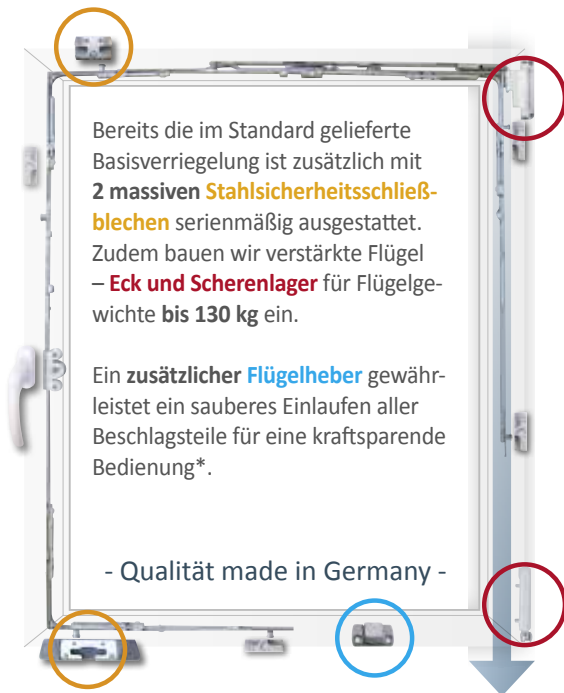 Bereits die im Standard gelieferte
Basisverriegelung ist zusätzlich mit
2 massiven Stahlsicherheitsschließ-
blechen serienmäßig ausgestattet.
Zudem bauen wir verstärkte Flügel
– Eck und Scherenlager für Flügelge-
wichte bis 130 kg ein.
Ein zusätzlicher Flügelheber gewähr-
leistet ein sauberes Einlaufen aller
Beschlagsteile für eine kraftsparende
Bedienung*.
- Qualität made in Germany -